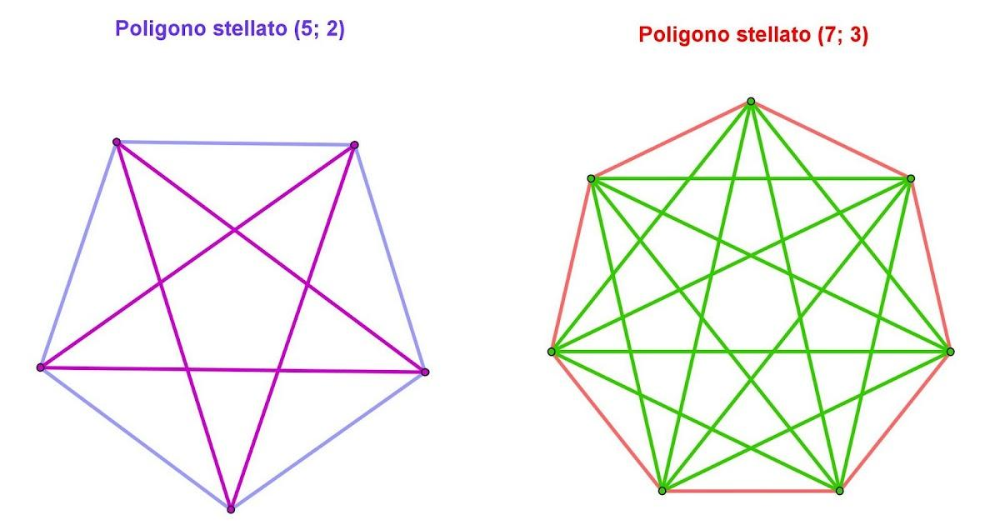 Poligono stellato (5; 2)
Poligono stellato (7; 3)